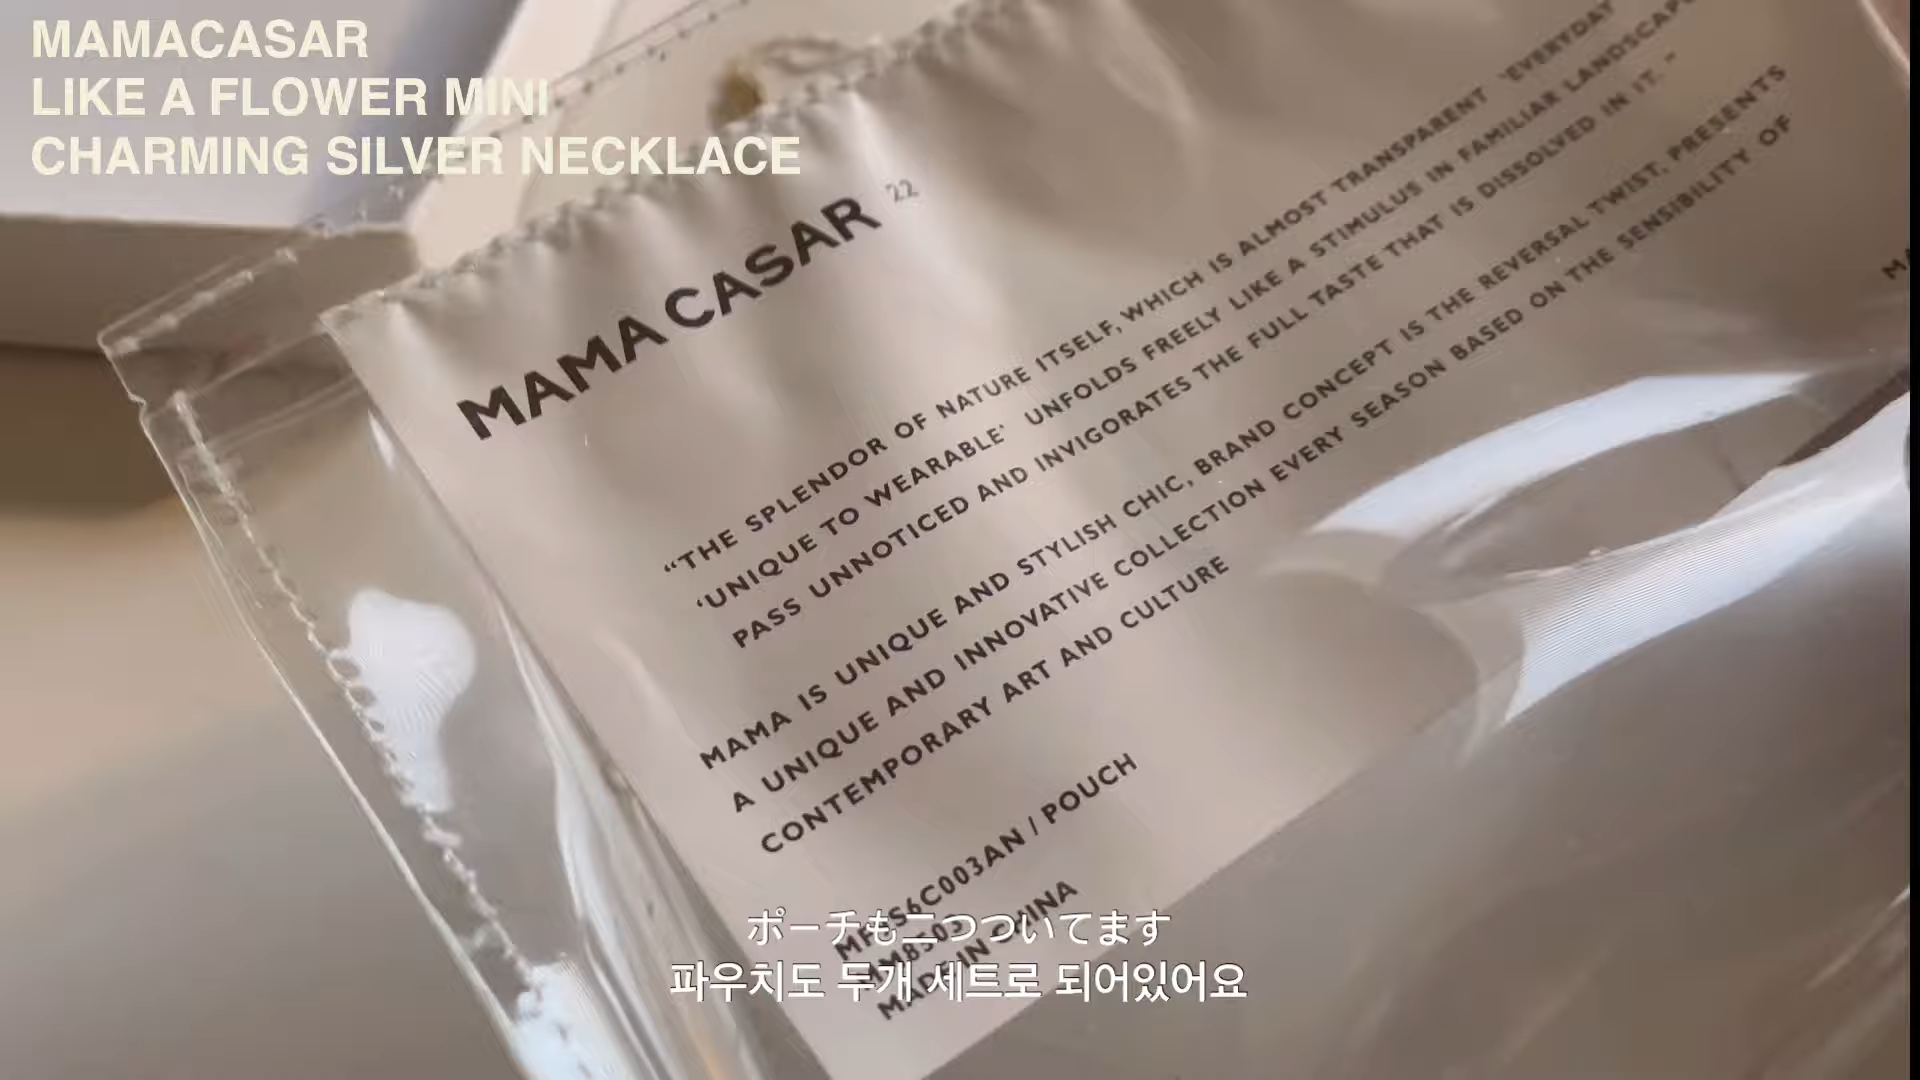 MAMACASAR
LIKE A FLOWER MINI
CHARMING SILVER NECKLACE
MAMA CASAR 22
“THE SPLENDOR OF NATURE ITSELF, WHICH IS ALMOST TRANSPARENT 'EVERYDAY
'UNIQUE TO WEARABLE' UNFOLDS FREELY LIKE A STIMULUS IN FAMILIAR LANDSCAPE
PASS UNNOTICED AND INVIGORATES THE FULL TASTE THAT IS DISSOLVED IN IT.”
MAMA IS UNIQUE AND STYLISH CHIC, BRAND CONCEPT IS THE REVERSAL TWIST. PRESENTS
A UNIQUE AND INNOVATIVE COLLECTION EVERY SEASON BASED ON THE SENSIBILITY OF
CONTEMPORARY ART AND CULTURE
/ POUCH
MADE IN CHINA
ポーチも二つついてます
파우치도 두개 세트로 되어있어요